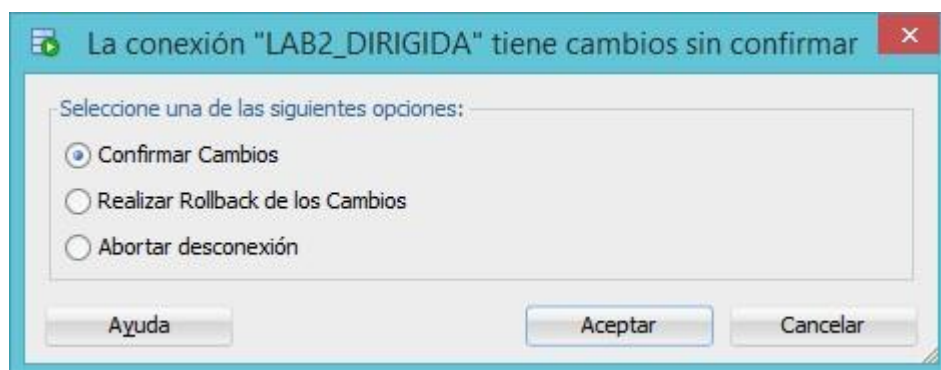 La conexión "LAB2_DIRIGIDA" tiene cambios sin confirmar
Seleccione una de las siguientes opciones:
Confirmar Cambios
Realizar Rollback de los Cambios
Abortar desconexión
Ayuda Aceptar Cancelar